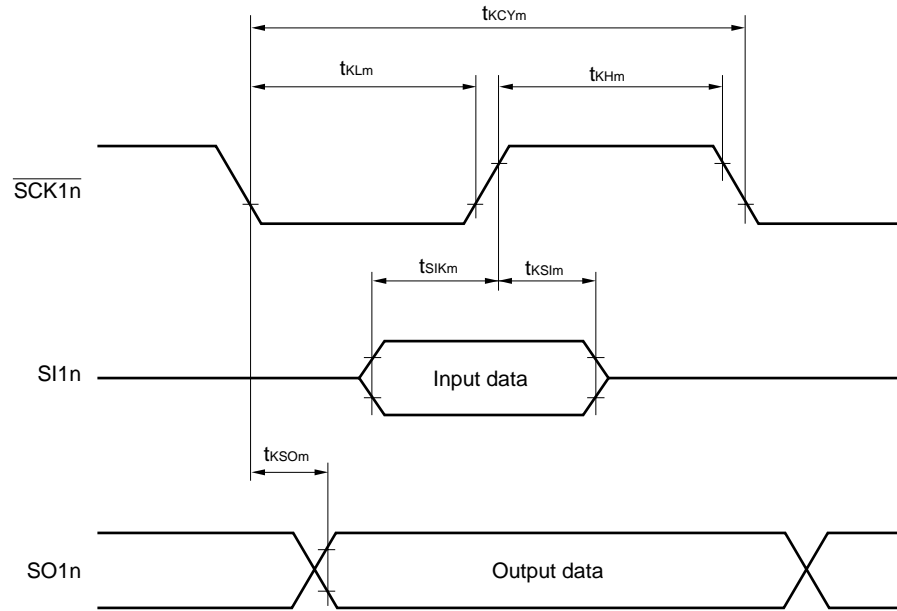 tKCYm
tKLm
tKHm
SCK1n
tSIKm
tKSIm
SI1n
Input data
tKSOm
SO1n
Output data